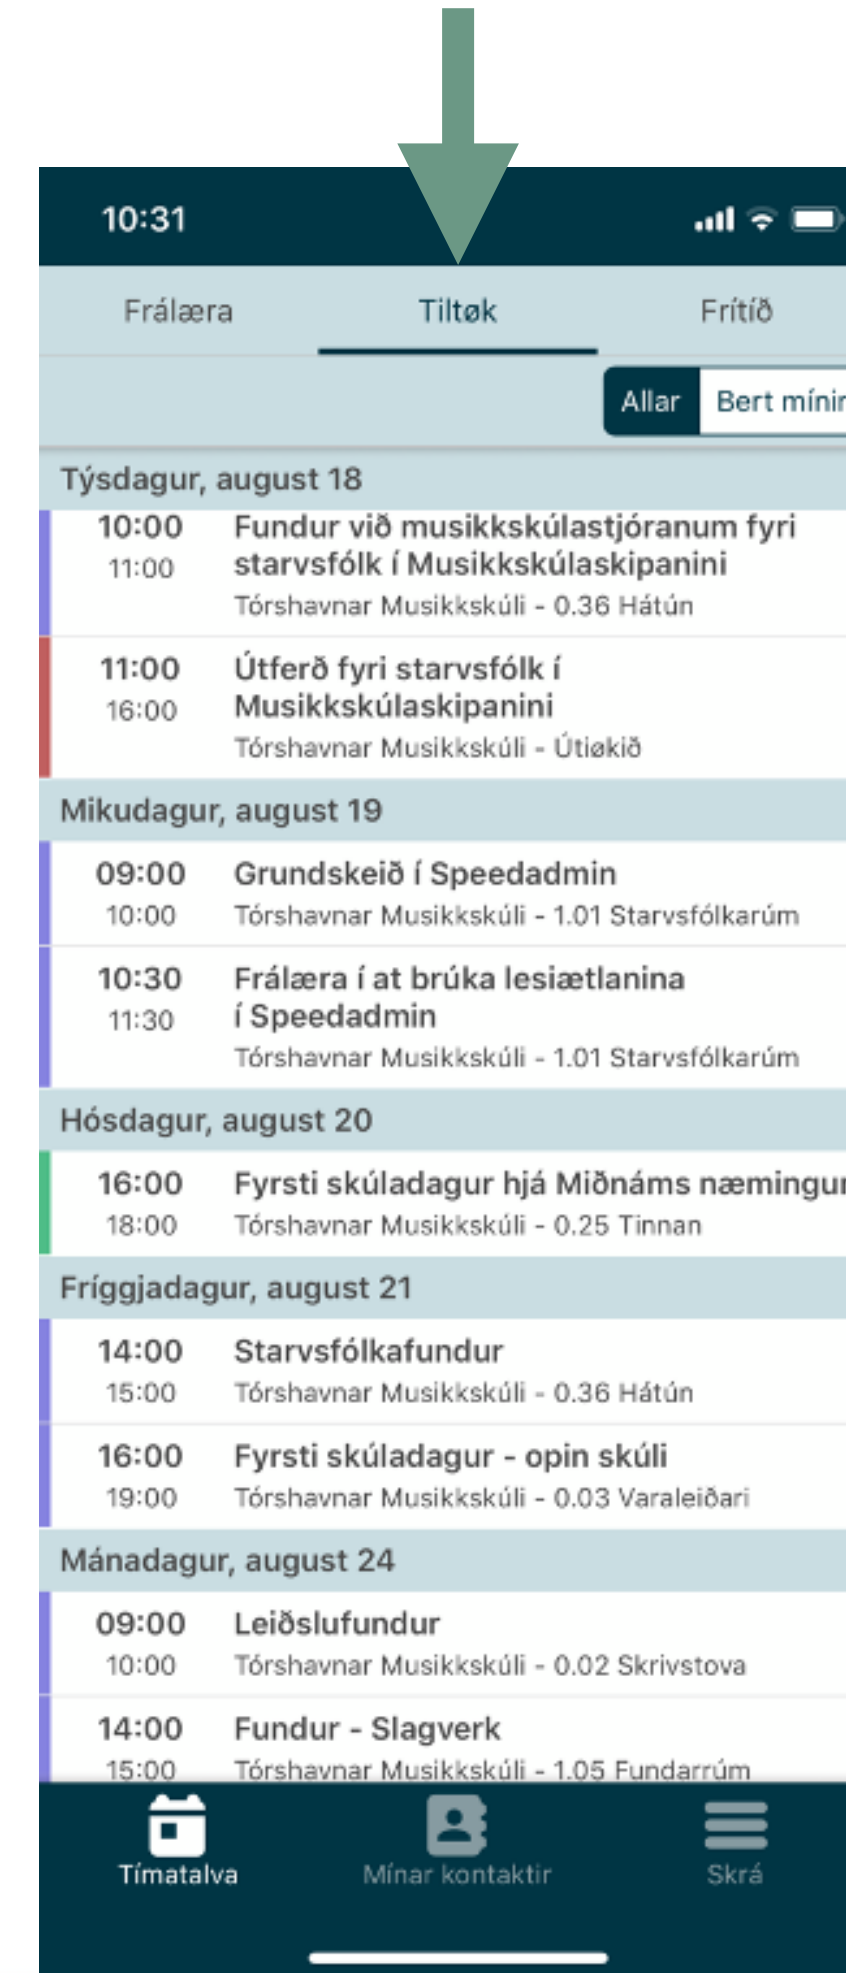 10:31
Frálæra Tiltøk Frítíð
Allar Bert mínir
Týsdagur, august 18
10:00 Fundur við musikkskúlastjóranum fyri
11:00 starvsfólk í Musikkskúlaskipanini
Tórshavnar Musikkskúli - 0.36 Hátún
11:00 Útferð fyri starvsfólk í
16:00 Musikkskúlaskipanini
Tórshavnar Musikkskúli - Útiøkið
Mikudagur, august 19
09:00 Grundskeið í Speedadmin
10:00 Tórshavnar Musikkskúli - 1.01 Starvsfólkarúm
10:30 Frálæra í at brúka lesiætlanina
11:30 í Speedadmin
Tórshavnar Musikkskúli - 1.01 Starvsfólkarúm
Hósdagur, august 20
16:00 Fyrsti skúladagur hjá Miðnáms næmingur
18:00 Tórshavnar Musikkskúli - 0.25 Tinnan
Fríggjadagur, august 21
14:00 Starvsfólkafundur
15:00 Tórshavnar Musikkskúli - 0.36 Hátún
16:00 Fyrsti skúladagur - opin skúli
19:00 Tórshavnar Musikkskúli - 0.03 Varaleiðari
Mánadagur, august 24
09:00 Leiðslufundur
10:00 Tórshavnar Musikkskúli - 0.02 Skrivstova
14:00 Fundur - Slagverk
15:00 Tórshavnar Musikkskúli - 1.05 Fundarrúm
Tímatalva Mínar kontaktir Skrá